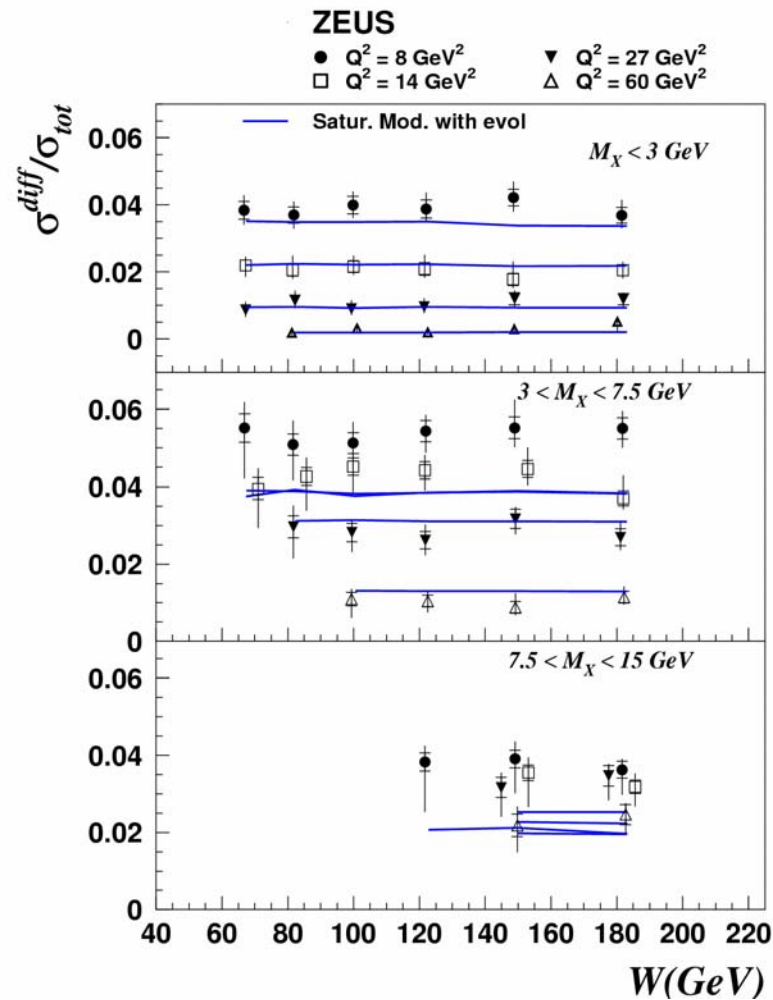 ZEUS
● Q² = 8 GeV² ▼ Q² = 27 GeV²
□ Q² = 14 GeV² △ Q² = 60 GeV²
σ^diff/σ_tot
Satur. Mod. with evol
M_X < 3 GeV
0.06
0.04
0.02
0
3 < M_X < 7.5 GeV
0.06
0.04
0.02
0
7.5 < M_X < 15 GeV
0.06
0.04
0.02
0
40 60 80 100 120 140 160 180 200 220
W(GeV)